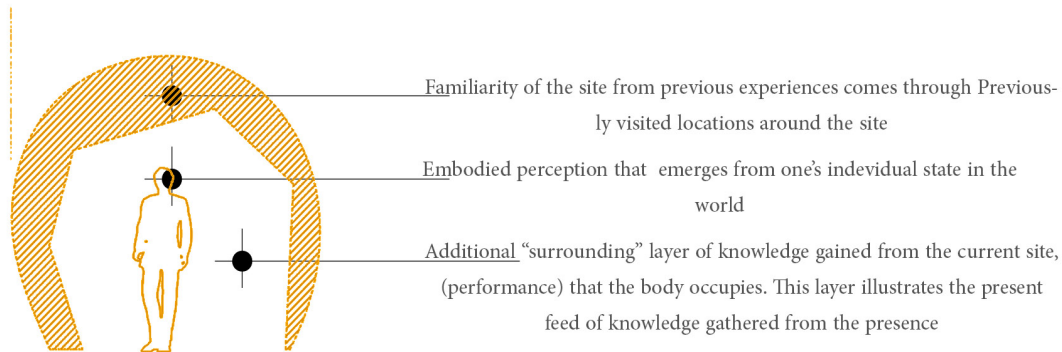 Familiarity of the site from previous experiences comes through Previous-
ly visited locations around the site
Embodied perception that emerges from one's indevidual state in the
world
Additional “surrounding” layer of knowledge gained from the current site,
(performance) that the body occupies. This layer illustrates the present
feed of knowledge gathered from the presence